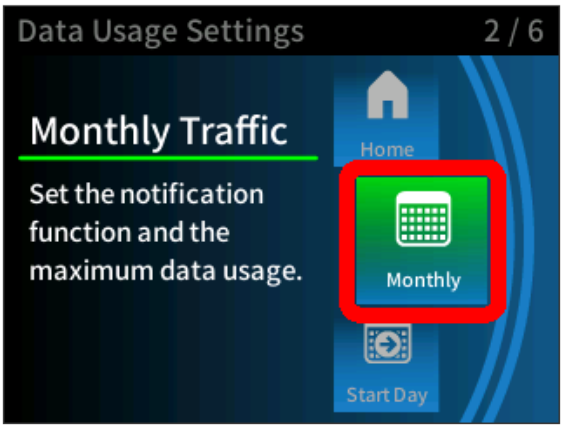 Data Usage Settings 2 / 6
Monthly Traffic
Set the notification
function and the
maximum data usage.
Home
Monthly
Start Day